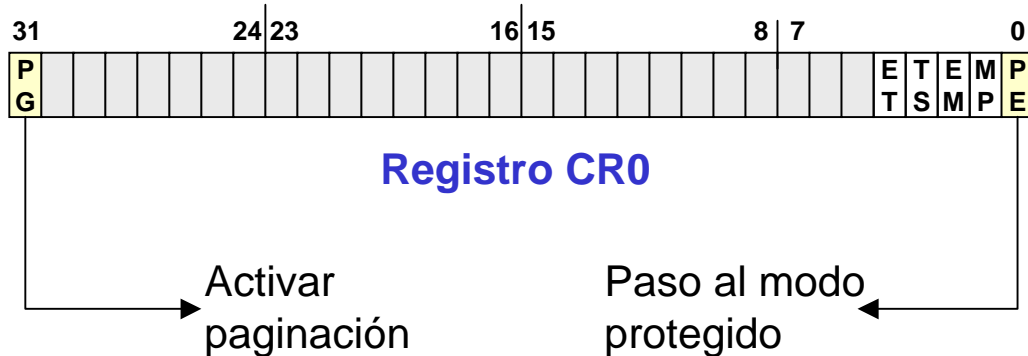 31 24 23 16 15 8 7 0
P E T E M P
G T S M P E
Registro CR0
Activar Paso al modo
paginación protegido